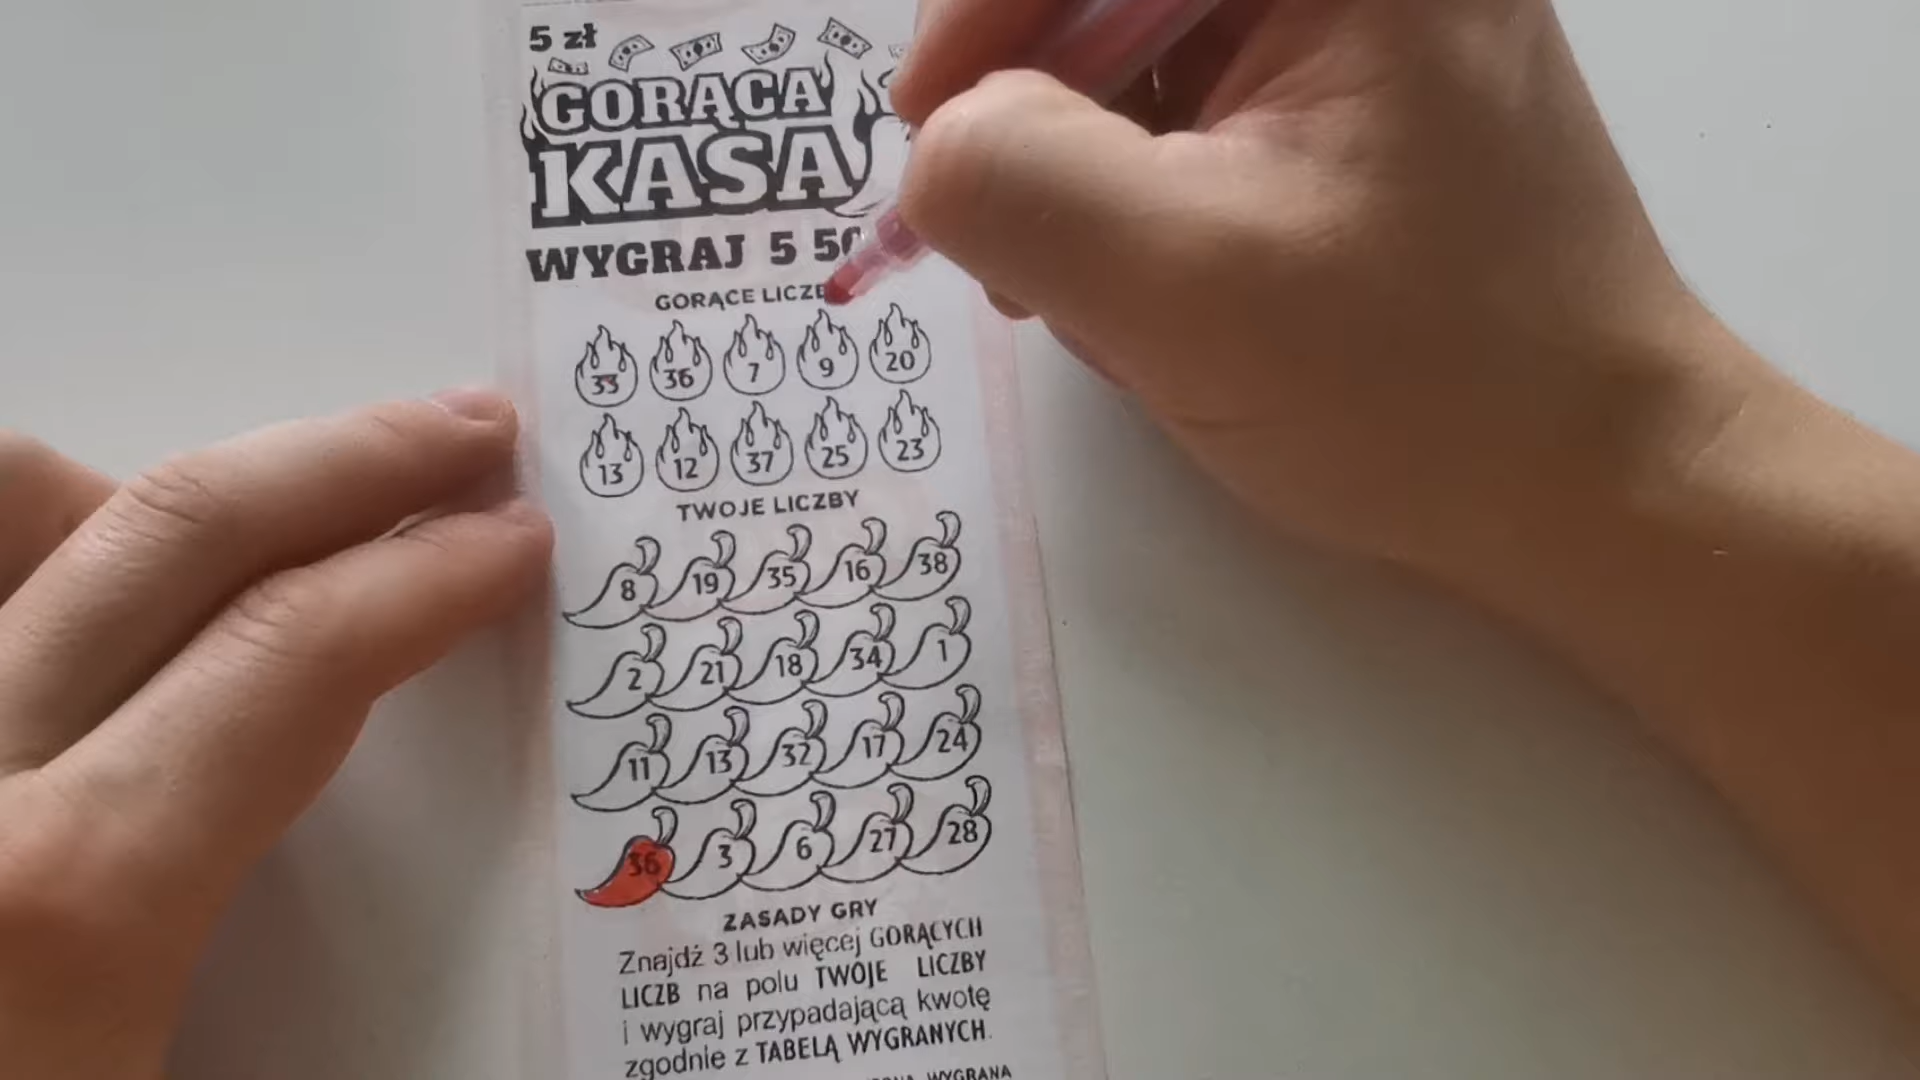 5 zł
GORĄCA
KASA
WYGRAJ 5 50
GORĄCE LICZB
33 36 7 9 20
13 12 37 25 23
TWOJE LICZBY
8 19 35 16 38
2 21 18 34 1
11 13 32 17 24
36 3 6 27 28
ZASADY GRY
Znajdź 3 lub więcej GORĄCYCH
LICZB na polu TWOJE LICZBY
i wygraj przypadającą kwotę
zgodnie z TABELĄ WYGRANYCH.
WYGRANA